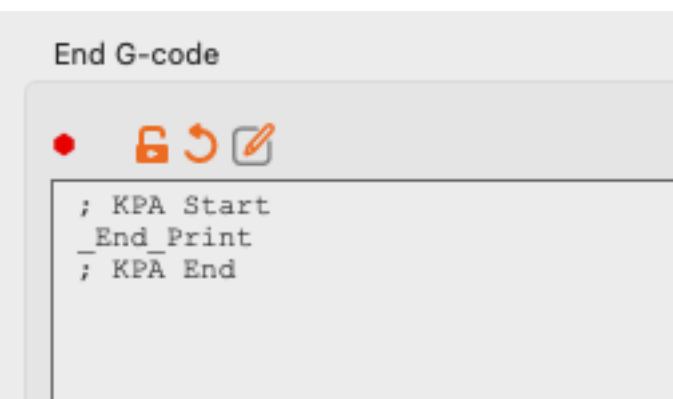 End G-code
; KPA Start
_End_Print
; KPA End